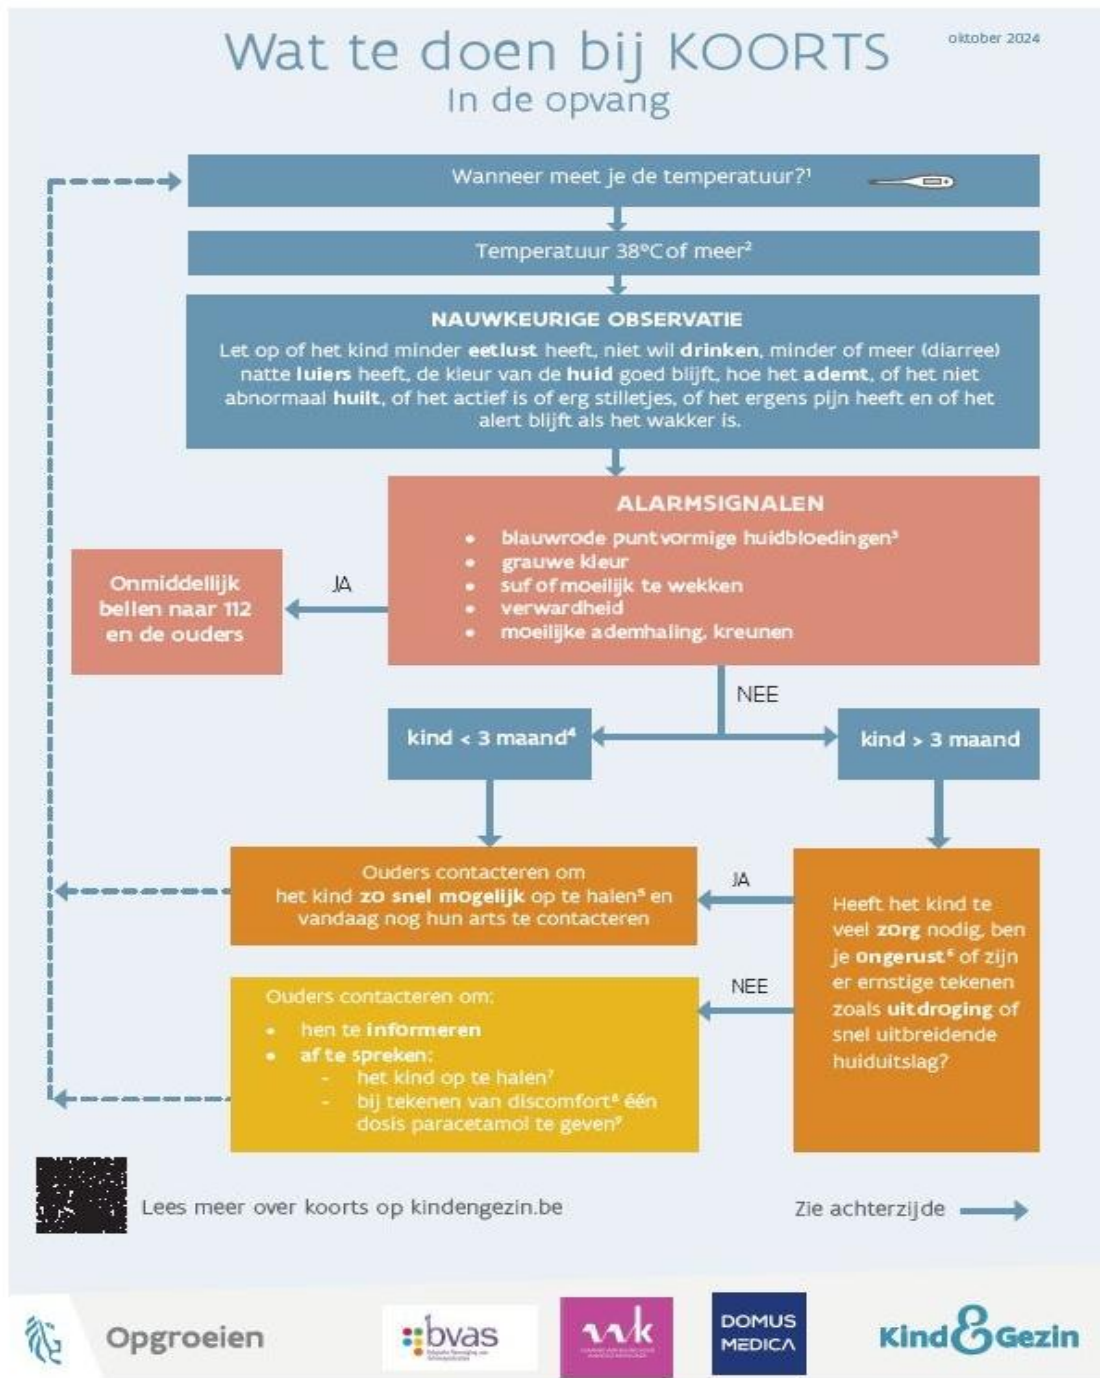 Wat te doen bij KOORTS
oktober 2024
In de opvang
Wanneer meet je de temperatuur?¹
Temperatuur 38°C of meer²
NAUWKEURIGE OBSERVATIE
Let op of het kind minder eetlust heeft, niet wil drinken, minder of meer (diarree)
natte luiers heeft, de kleur van de huid goed blijft, hoe het ademt, of het niet
abnormaal huilt, of het actief is of erg stilletjes, of het ergens pijn heeft en of het
alert blijft als het wakker is.
ALARMSIGNALEN
• blauwrode puntvormige huidbloedingen³
• grauwe kleur
• suf of moeilijk te wekken
• verwardheid
• moeilijke ademhaling, kreunen
JA
Onmiddellijk
bellen naar 112
en de ouders
NEE
kind < 3 maand⁴
kind > 3 maand
Ouders contacteren om
het kind zo snel mogelijk op te halen⁵ en
vandaag nog hun arts te contacteren
JA
Heeft het kind te
veel zorg nodig, ben
je ongerust⁶ of zijn
er ernstige tekenen
zoals uitdroging of
snel uitbreidende
huiduitslag?
NEE
Ouders contacteren om:
• hen te informeren
• af te spreken:
- het kind op te halen⁷
- bij tekenen van discomfort⁸ één
dosis paracetamol te geven⁹
Lees meer over koorts op kindengezin.be
Zie achterzijde
Opgroeien
bvas
vvk
DOMUS
MEDICA
Kind & Gezin